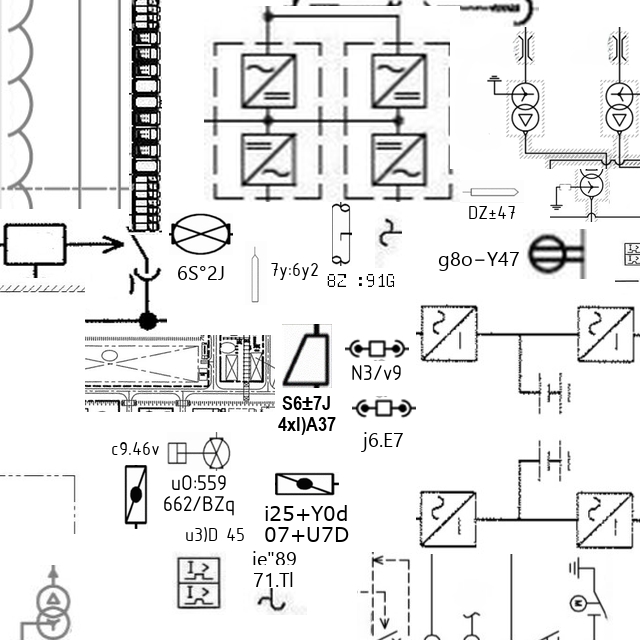 DZ±47
6S°2J
7y:6y2
8Z :91G
g8o−Y47
N3/v9
S6±7J
4xI)A37
j6.E7
c9.46v
u0:559
662/BZq
i25+Y0d
07+U7D
u3)D 45
ie"89
71.Tl